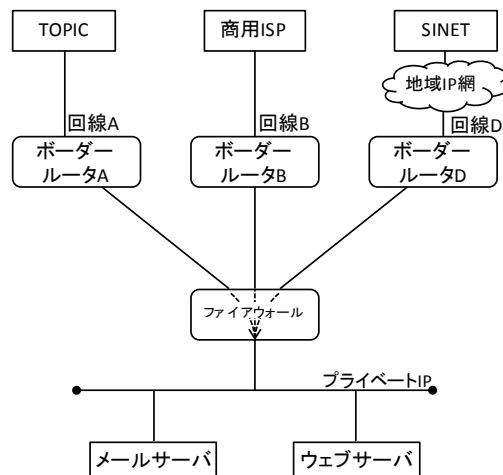 TOPIC
商用ISP
SINET
地域IP網
回線A
回線B
回線D
ボーダー
ルータA
ボーダー
ルータB
ボーダー
ルータD
ファイアウォール
プライベートIP
メールサーバ
ウェブサーバ